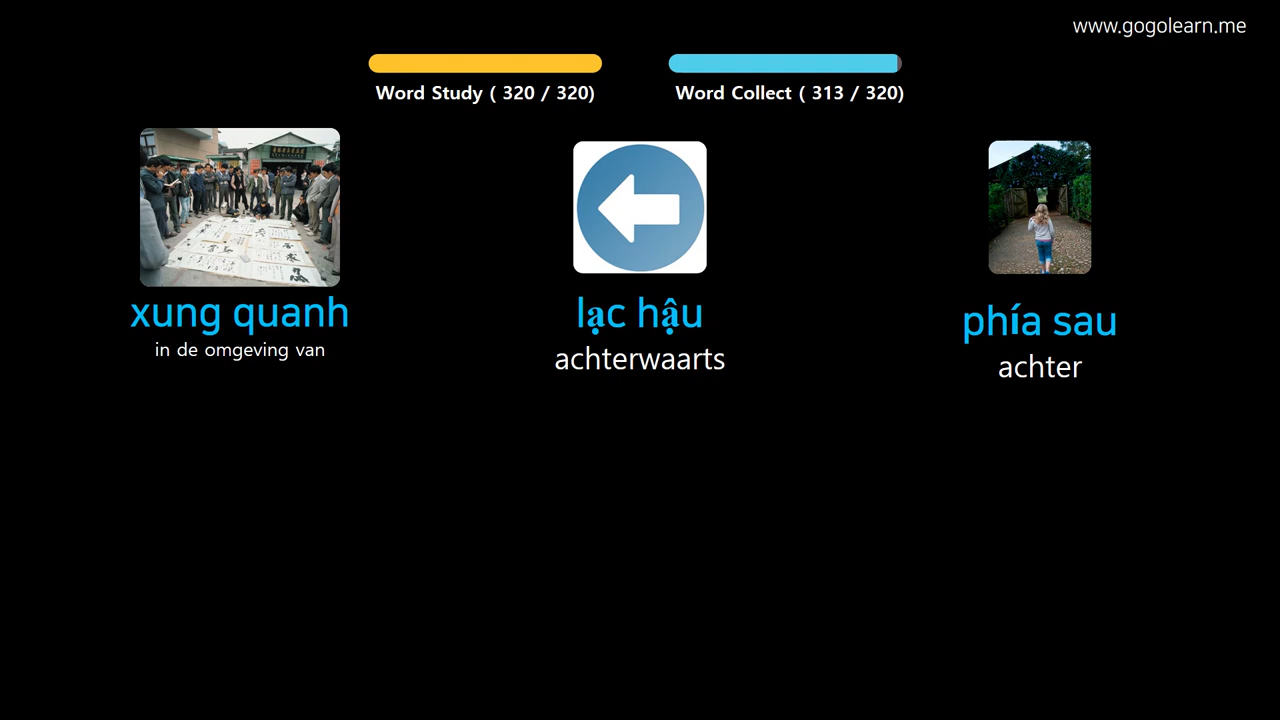 www.gogolearn.me
Word Study ( 320 / 320)
Word Collect ( 313 / 320)
xung quanh
in de omgeving van
lạc hậu
achterwaarts
phía sau
achter